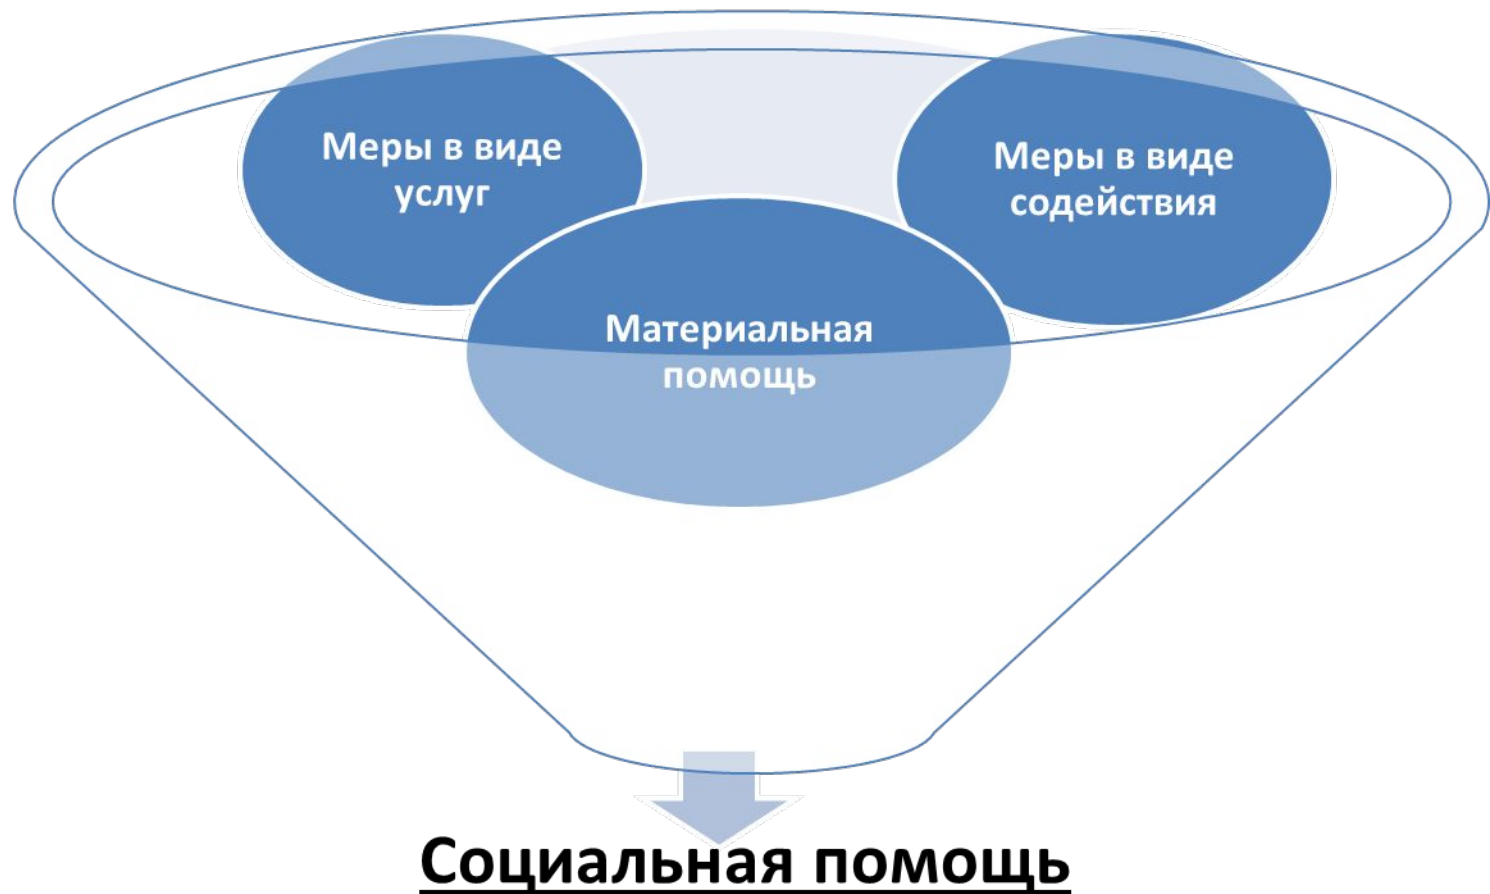 Меры в виде
услуг
Меры в виде
содействия
Материальная
помощь
Социальная помощь